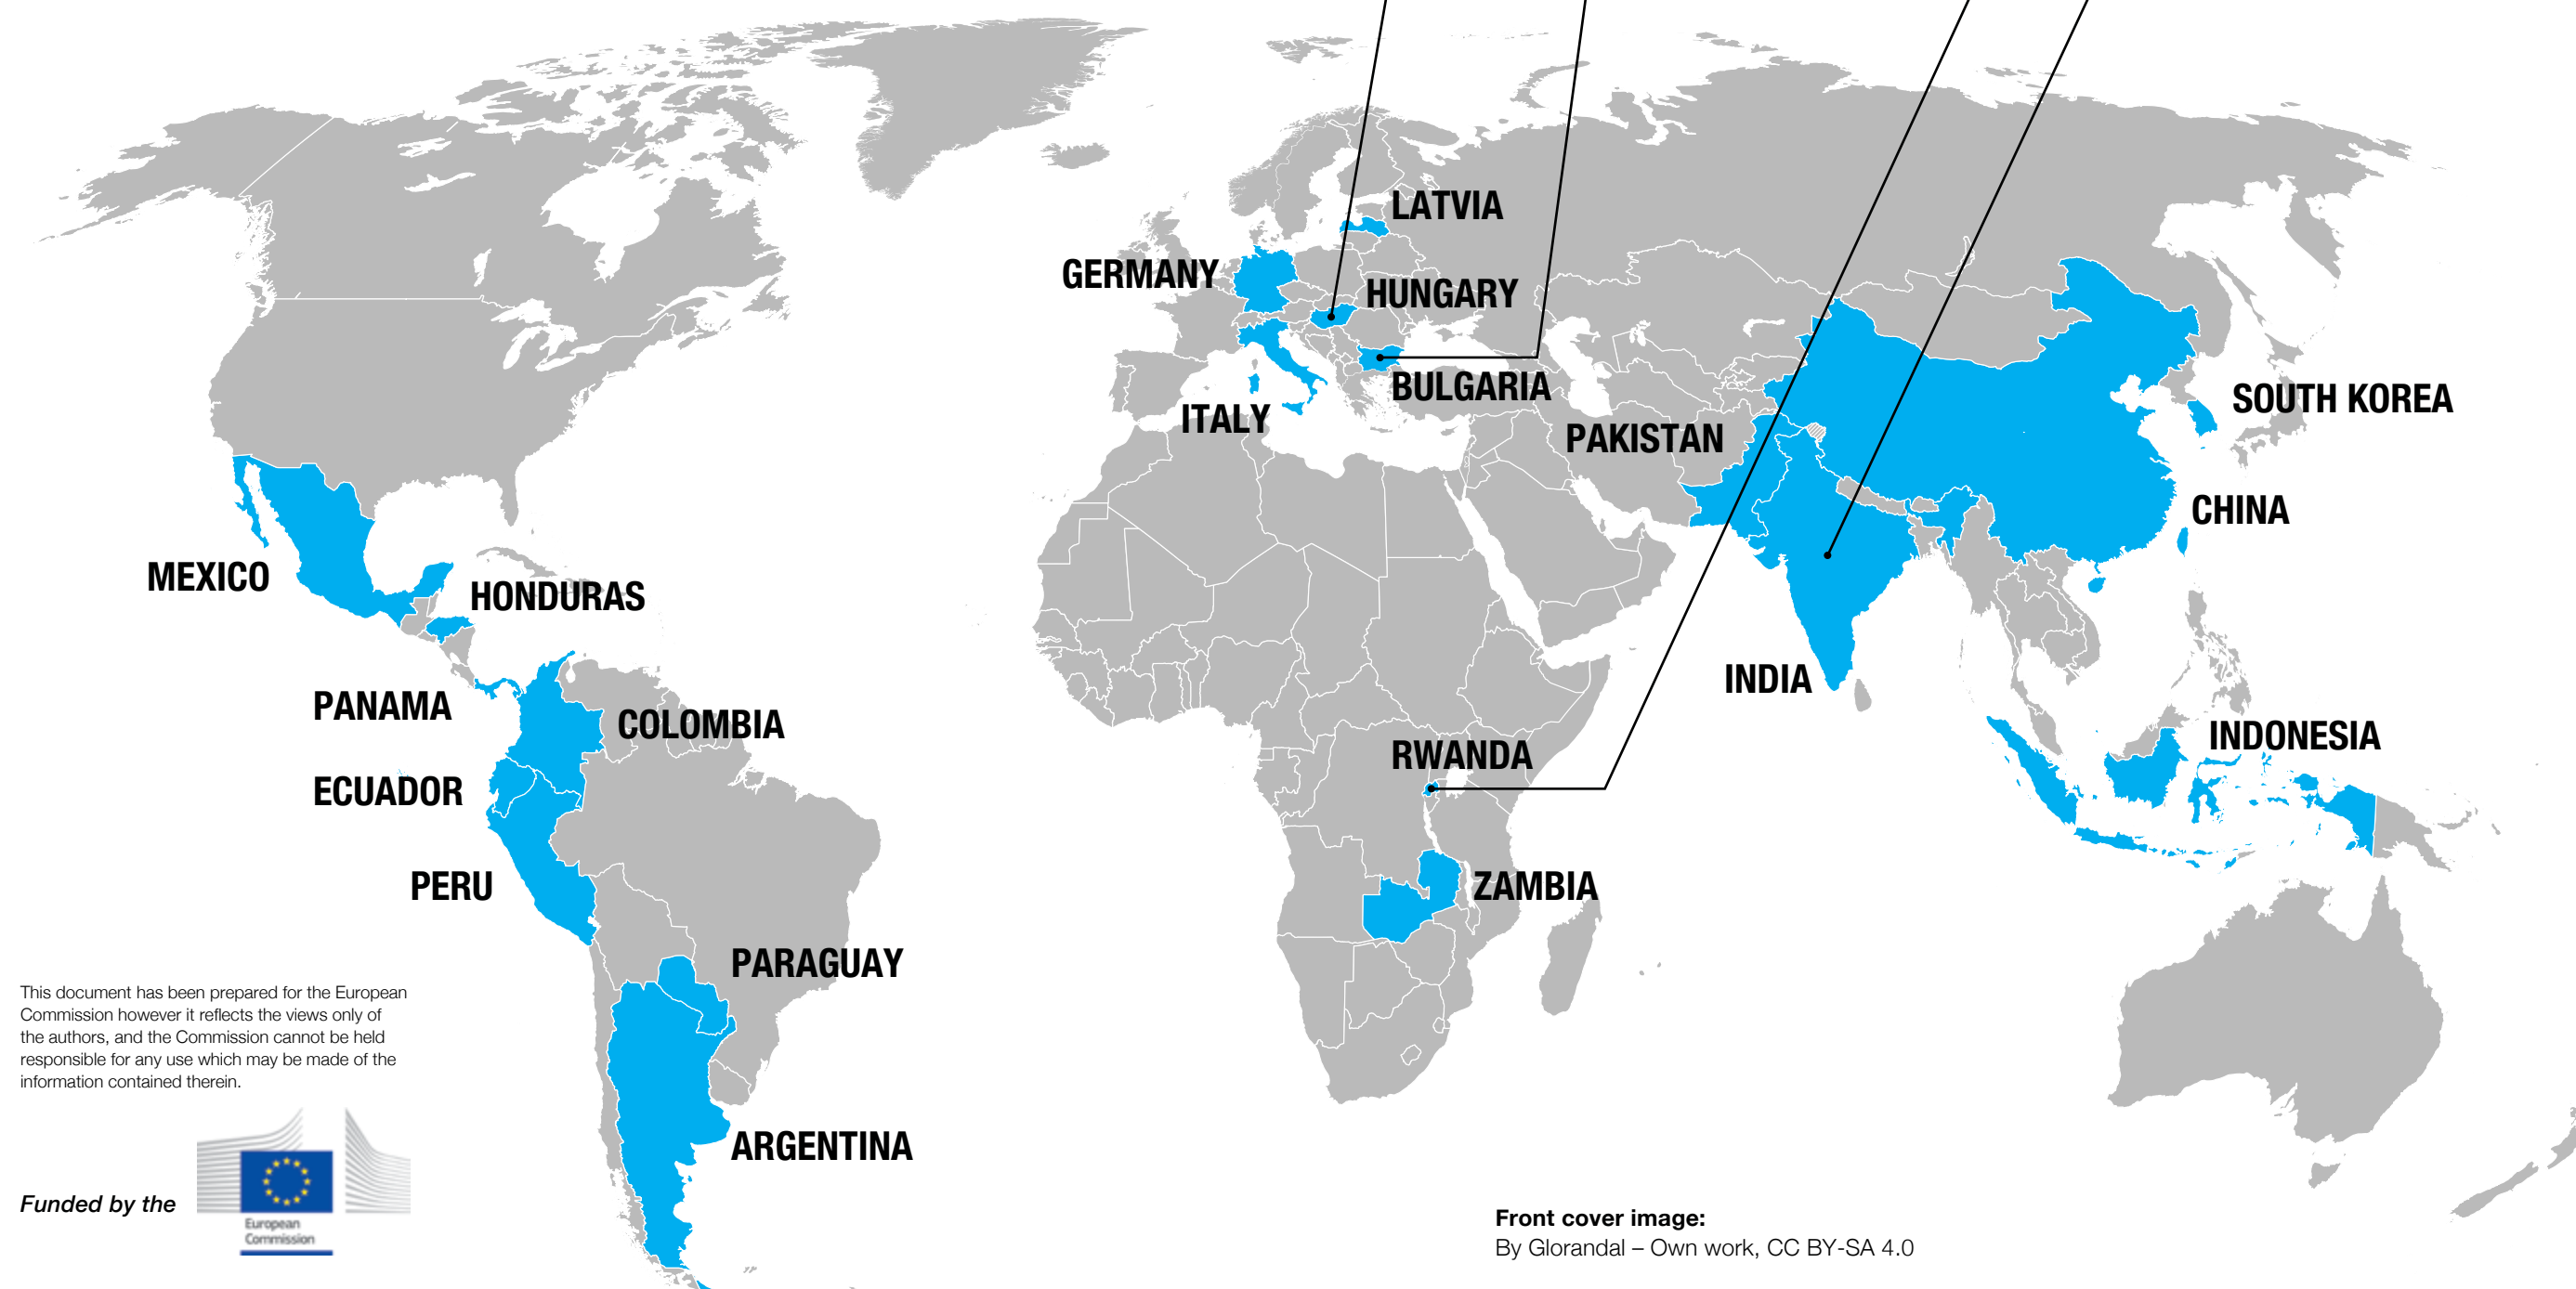 LATVIA
GERMANY
HUNGARY
BULGARIA
ITALY
PAKISTAN
SOUTH KOREA
CHINA
MEXICO
HONDURAS
INDIA
PANAMA
COLOMBIA
INDONESIA
RWANDA
ECUADOR
PERU
ZAMBIA
PARAGUAY
This document has been prepared for the European
Commission however it reflects the views only of
the authors, and the Commission cannot be held
responsible for any use which may be made of the
information contained therein.
ARGENTINA
Funded by the
European
Commission
Front cover image:
By Glorandal – Own work, CC BY-SA 4.0